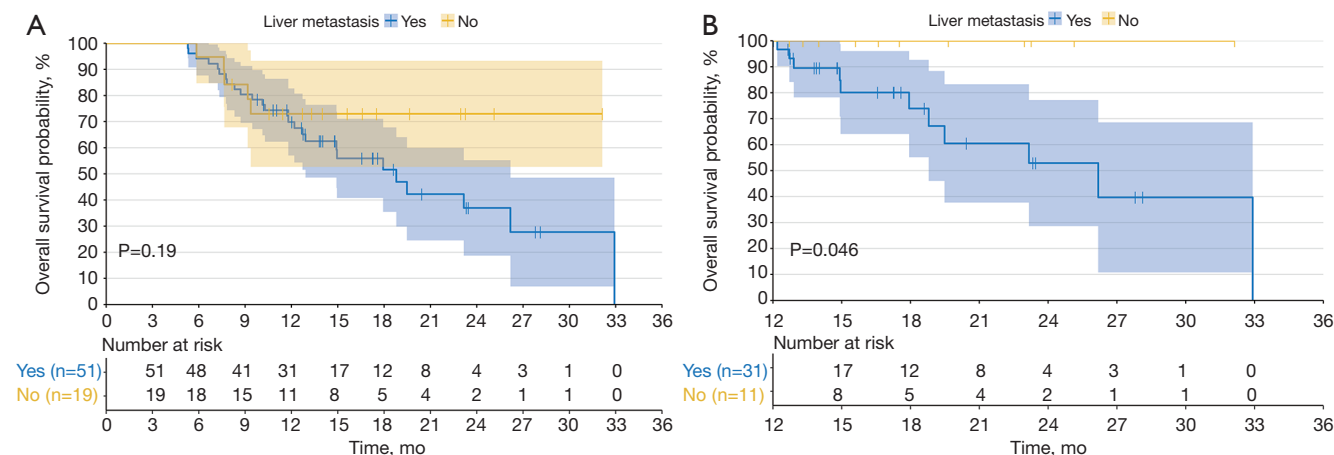 A
Liver metastasis Yes No
Overall survival probability, %
100
90
80
70
60
50
40
30
20
10
0
P=0.19
0 3 6 9 12 15 18 21 24 27 30 33 36
Number at risk
Yes (n=51) 51 48 41 31 17 12 8 4 3 1 0
No (n=19) 19 18 15 11 8 5 4 2 1 1 0
0 3 6 9 12 15 18 21 24 27 30 33 36
Time, mo
B
Liver metastasis Yes No
Overall survival probability, %
100
90
80
70
60
50
40
30
20
10
0
P=0.046
12 15 18 21 24 27 30 33 36
Number at risk
Yes (n=31) 17 12 8 4 3 1 0
No (n=11) 8 5 4 2 1 1 0
12 15 18 21 24 27 30 33 36
Time, mo